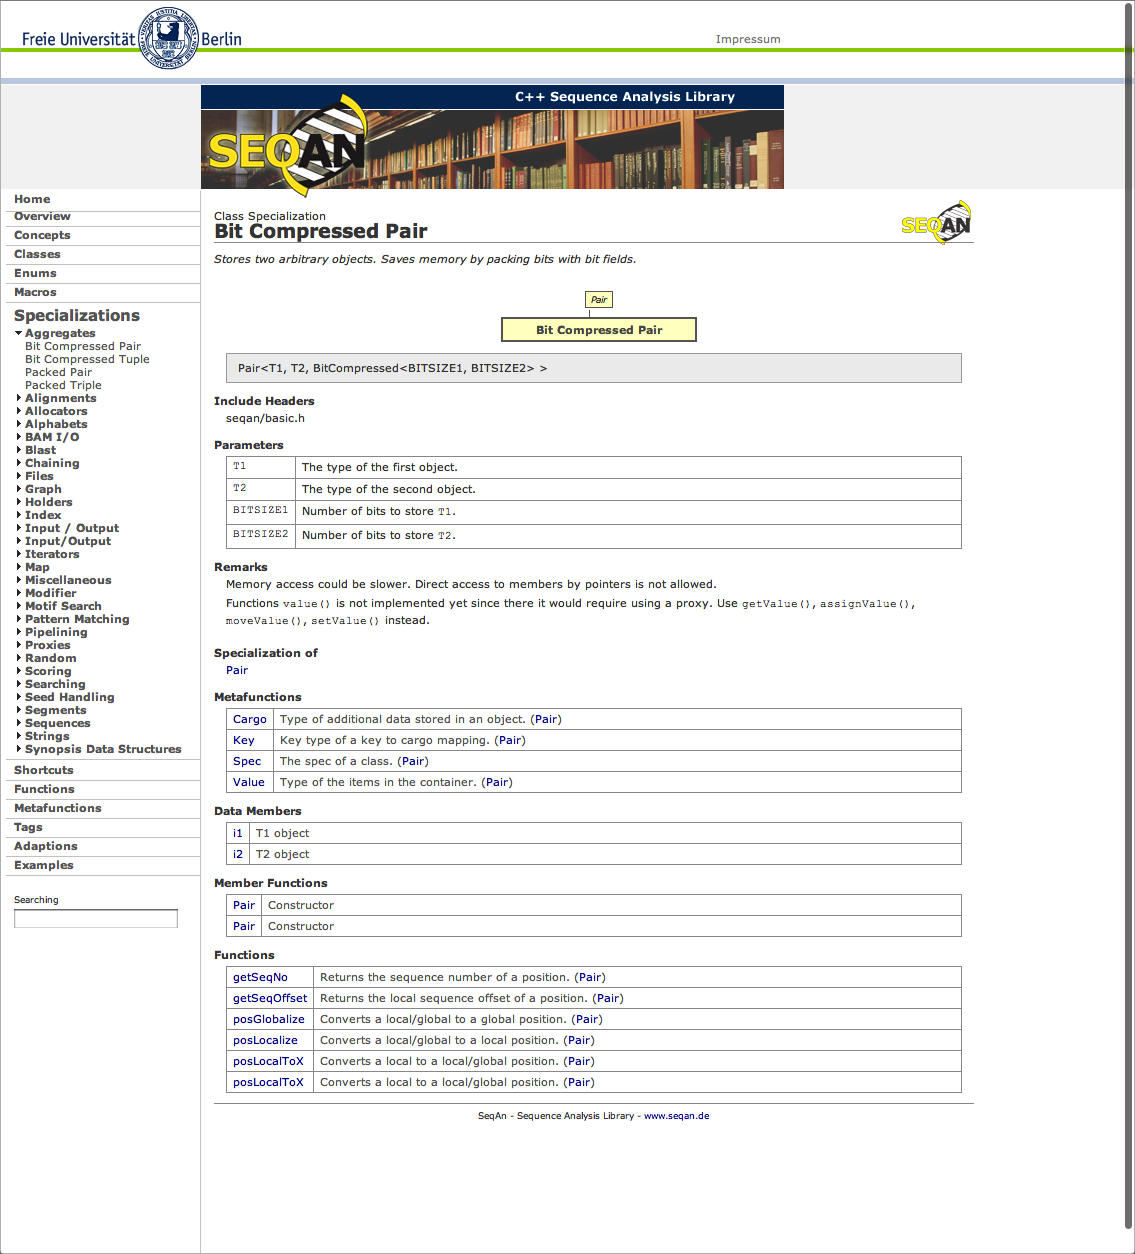 Freie Universität Berlin
Impressum
C++ Sequence Analysis Library
SEQAN
Home
Overview
Concepts
Classes
Enums
Macros
Specializations
Aggregates
Bit Compressed Pair
Bit Compressed Tuple
Packed Pair
Packed Triple
Alignments
Allocators
Alphabets
BAM I/O
Blast
Chaining
Files
Graph
Holders
Index
Input / Output
Input/Output
Iterators
Map
Miscellaneous
Modifier
Motif Search
Pattern Matching
Pipelining
Proxies
Random
Scoring
Searching
Seed Handling
Segments
Sequences
Strings
Synopsis Data Structures
Shortcuts
Functions
Metafunctions
Tags
Adaptions
Examples
Searching
Class Specialization
Bit Compressed Pair
SEQAN
Stores two arbitrary objects. Saves memory by packing bits with bit fields.
Pair
Bit Compressed Pair
Pair<T1, T2, BitCompressed<BITSIZE1, BITSIZE2> >
Include Headers
seqan/basic.h
Parameters
T1 The type of the first object.
T2 The type of the second object.
BITSIZE1 Number of bits to store T1.
BITSIZE2 Number of bits to store T2.
Remarks
Memory access could be slower. Direct access to members by pointers is not allowed.
Functions value() is not implemented yet since there it would require using a proxy. Use getValue(), assignValue(),
moveValue(), setValue() instead.
Specialization of
Pair
Metafunctions
Cargo Type of additional data stored in an object. (Pair)
Key Key type of a key to cargo mapping. (Pair)
Spec The spec of a class. (Pair)
Value Type of the items in the container. (Pair)
Data Members
i1 T1 object
i2 T2 object
Member Functions
Pair Constructor
Pair Constructor
Functions
getSeqNo Returns the sequence number of a position. (Pair)
getSeqOffset Returns the local sequence offset of a position. (Pair)
posGlobalize Converts a local/global to a global position. (Pair)
posLocalize Converts a local/global to a local position. (Pair)
posLocalToX Converts a local to a local/global position. (Pair)
posLocalToX Converts a local to a local/global position. (Pair)
SeqAn - Sequence Analysis Library - www.seqan.de